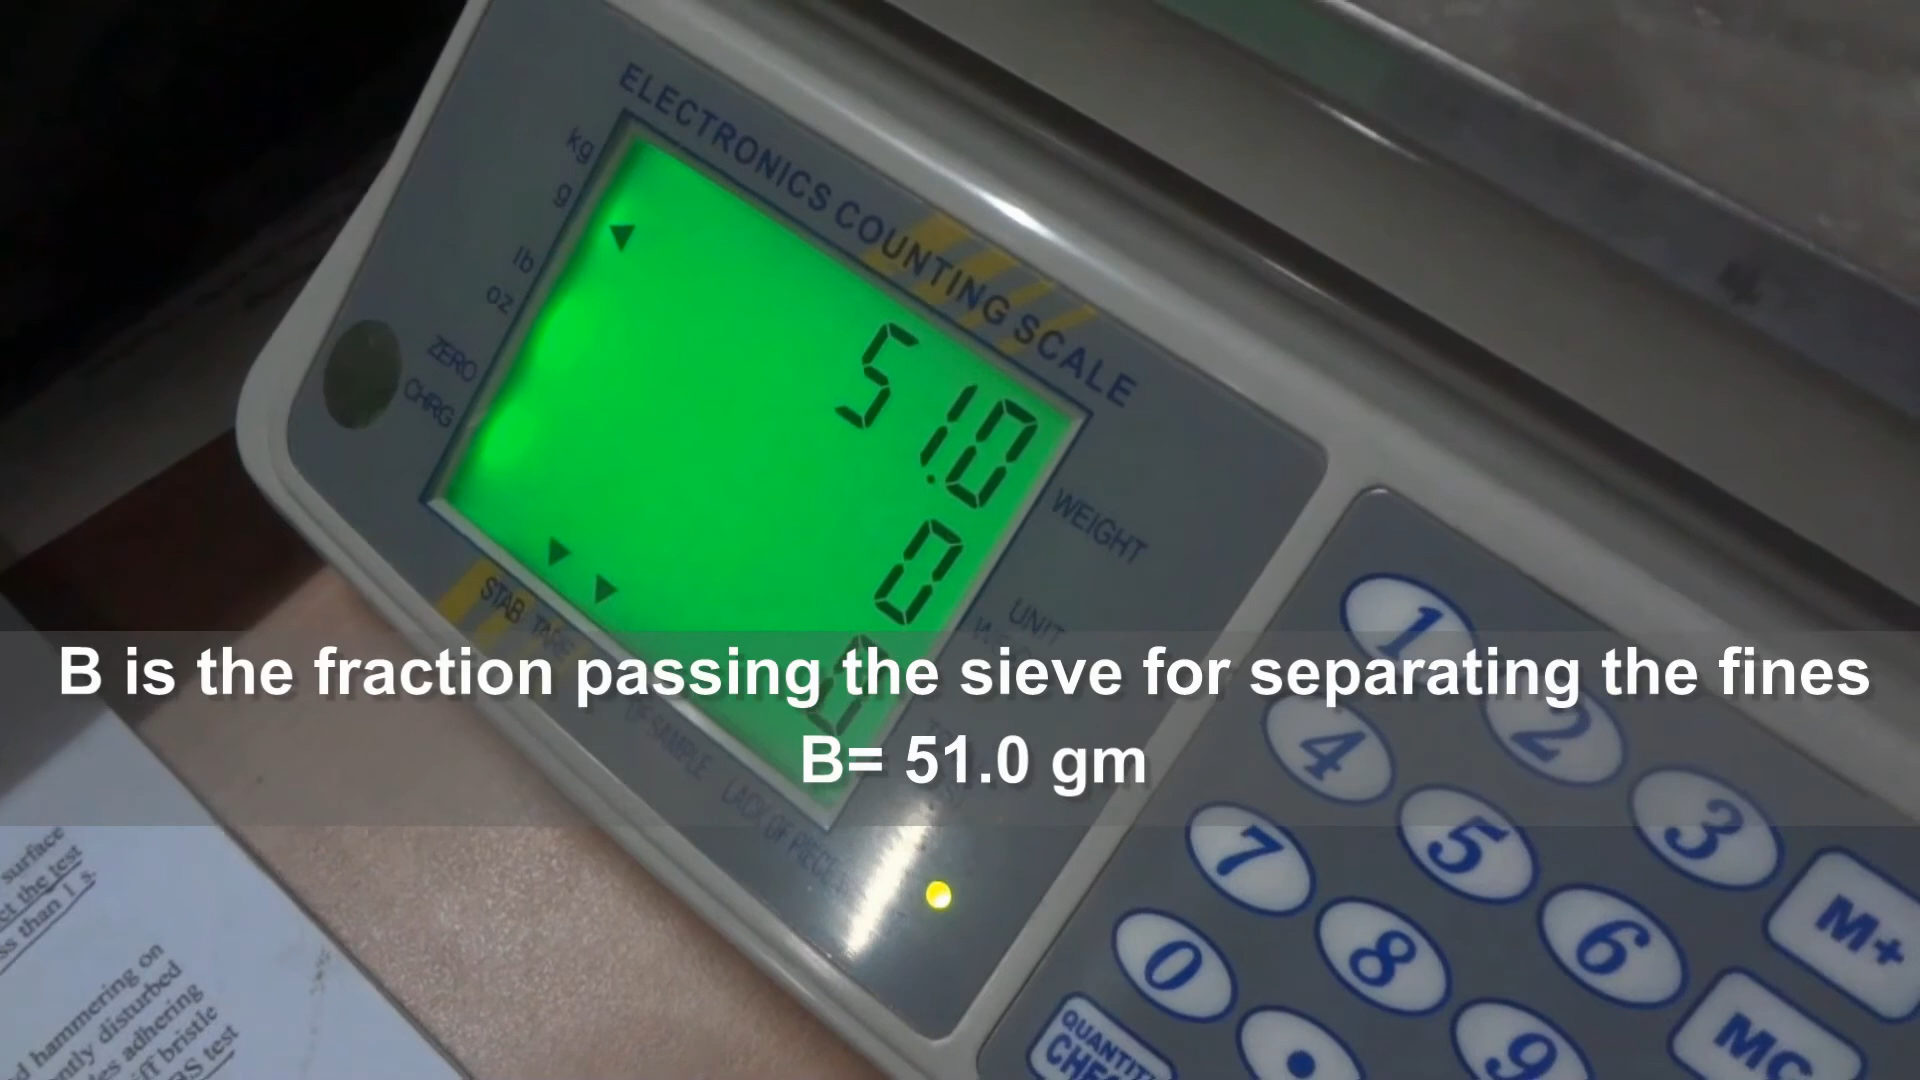 ELECTRONICS COUNTING SCALE
kg
g
lb
oz
ZERO
CHRG
51.0
WEIGHT
0
UNIT
0
STAB TARE
OF SAMPLE
LACK OF PIECE
B is the fraction passing the sieve for separating the fines
B= 51.0 gm
1
2
3
4
5
6
7
8
9
0
M+
MC
surface
the test
than 1 s.
hammering on
disturbed
adhering
bristle
test